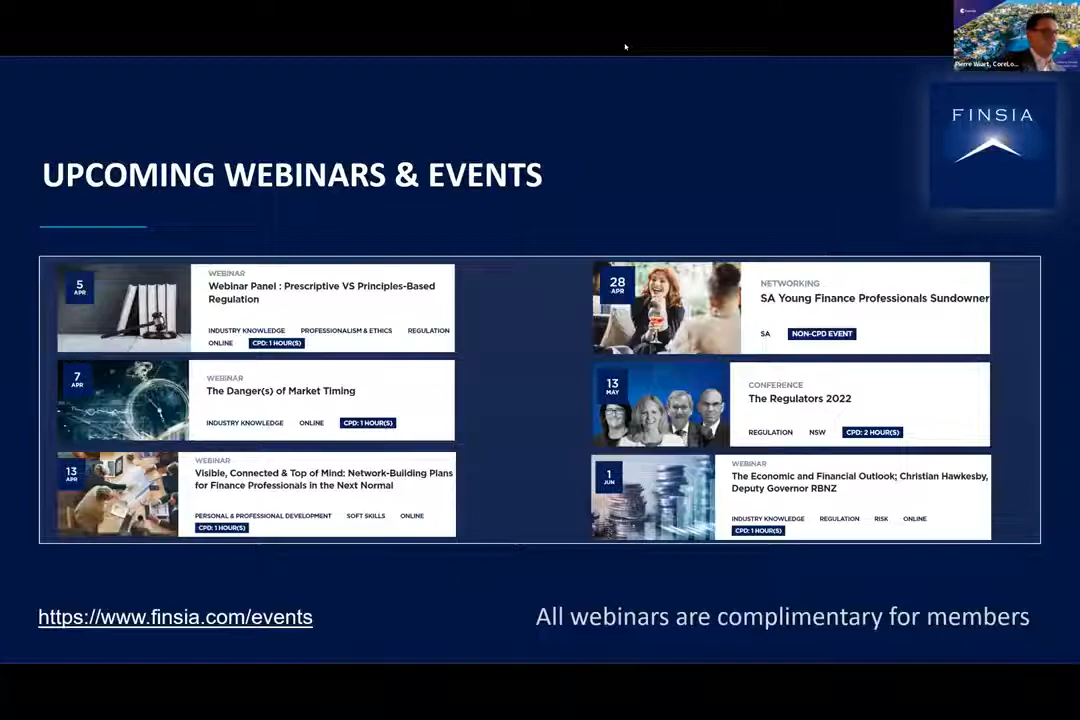 Pierre Wiart, CoreLo...
FINSIA
UPCOMING WEBINARS & EVENTS
5
APR
WEBINAR
Webinar Panel : Prescriptive VS Principles-Based
Regulation
INDUSTRY KNOWLEDGE PROFESSIONALISM & ETHICS REGULATION
ONLINE CPD: 1 HOUR(S)
7
APR
WEBINAR
The Danger(s) of Market Timing
INDUSTRY KNOWLEDGE ONLINE CPD: 1 HOUR(S)
13
APR
WEBINAR
Visible, Connected & Top of Mind: Network-Building Plans
for Finance Professionals in the Next Normal
PERSONAL & PROFESSIONAL DEVELOPMENT SOFT SKILLS ONLINE
CPD: 1 HOUR(S)
28
APR
NETWORKING
SA Young Finance Professionals Sundowner
SA NON-CPD EVENT
13
MAY
CONFERENCE
The Regulators 2022
REGULATION NSW CPD: 2 HOUR(S)
1
JUN
WEBINAR
The Economic and Financial Outlook; Christian Hawkesby,
Deputy Governor RBNZ
INDUSTRY KNOWLEDGE REGULATION RISK ONLINE
CPD: 1 HOUR(S)
https://www.finsia.com/events
All webinars are complimentary for members